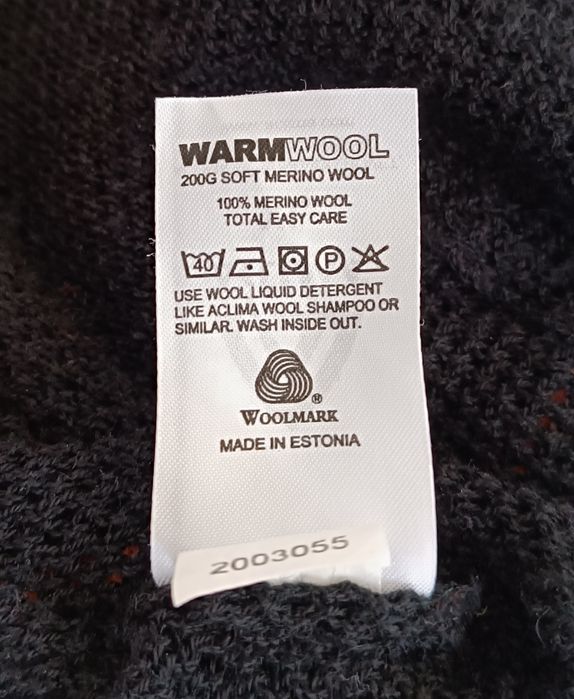 WARMWOOL
200G SOFT MERINO WOOL
100% MERINO WOOL
TOTAL EASY CARE
40 P
USE WOOL LIQUID DETERGENT
LIKE ACLIMA WOOL SHAMPOO OR
SIMILAR. WASH INSIDE OUT.
®
WOOLMARK
MADE IN ESTONIA
2003055